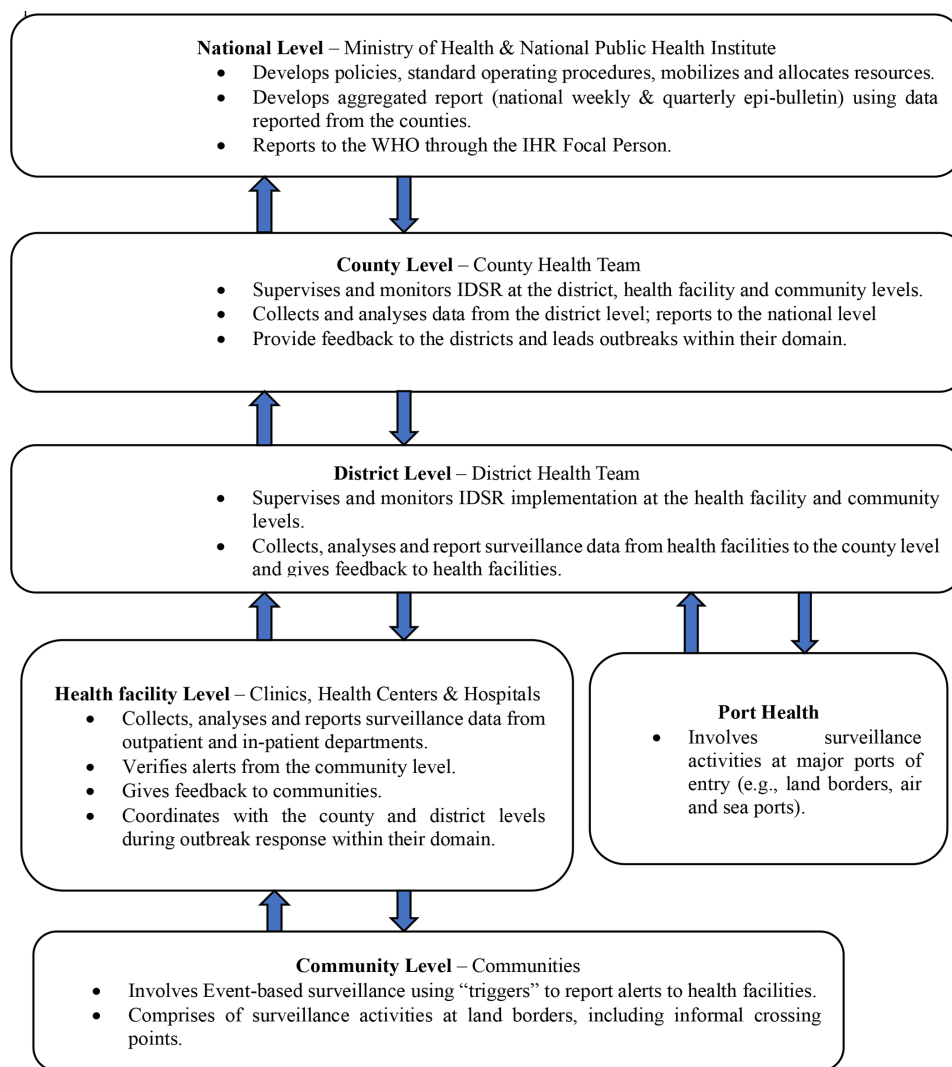 National Level – Ministry of Health & National Public Health Institute
• Develops policies, standard operating procedures, mobilizes and allocates resources.
• Develops aggregated report (national weekly & quarterly epi-bulletin) using data
reported from the counties.
• Reports to the WHO through the IHR Focal Person.
County Level – County Health Team
• Supervises and monitors IDSR at the district, health facility and community levels.
• Collects and analyses data from the district level; reports to the national level
• Provide feedback to the districts and leads outbreaks within their domain.
District Level – District Health Team
• Supervises and monitors IDSR implementation at the health facility and community
levels.
• Collects, analyses and report surveillance data from health facilities to the county level
and gives feedback to health facilities.
Health facility Level – Clinics, Health Centers & Hospitals
• Collects, analyses and reports surveillance data from
outpatient and in-patient departments.
• Verifies alerts from the community level.
• Gives feedback to communities.
• Coordinates with the county and district levels
during outbreak response within their domain.
Port Health
• Involves surveillance
activities at major ports of
entry (e.g., land borders, air
and sea ports).
Community Level – Communities
• Involves Event-based surveillance using “triggers” to report alerts to health facilities.
• Comprises of surveillance activities at land borders, including informal crossing
points.